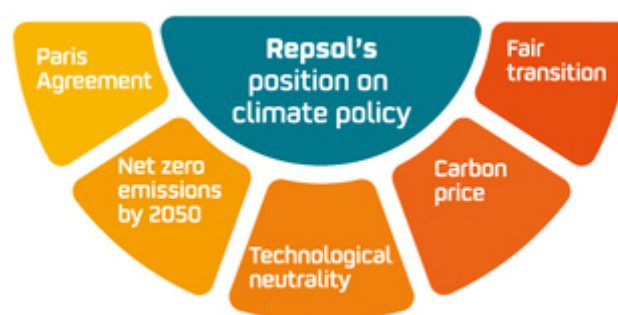 Repsol's
position on
climate policy
Paris
Agreement
Net zero
emissions
by 2050
Technological
neutrality
Carbon
price
Fair
transition